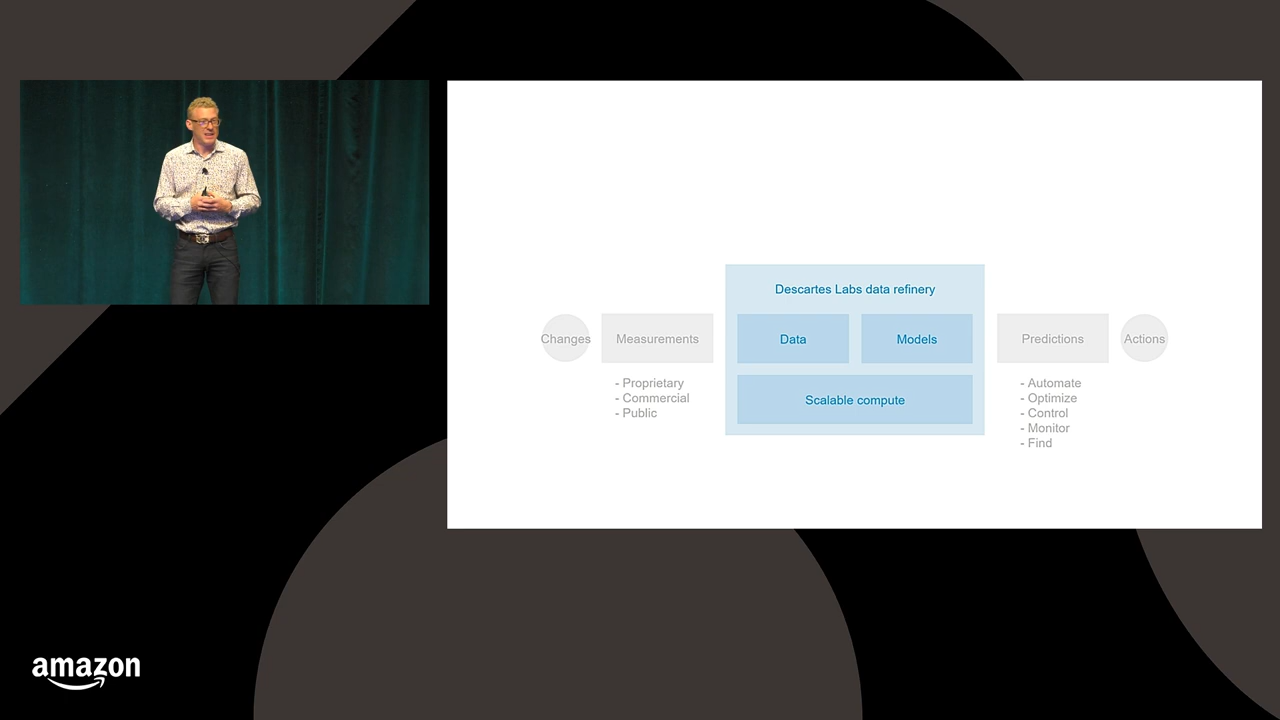 Descartes Labs data refinery
Changes
Measurements
Data
Models
Predictions
Actions
- Proprietary
- Commercial
- Public
Scalable compute
- Automate
- Optimize
- Control
- Monitor
- Find
amazon